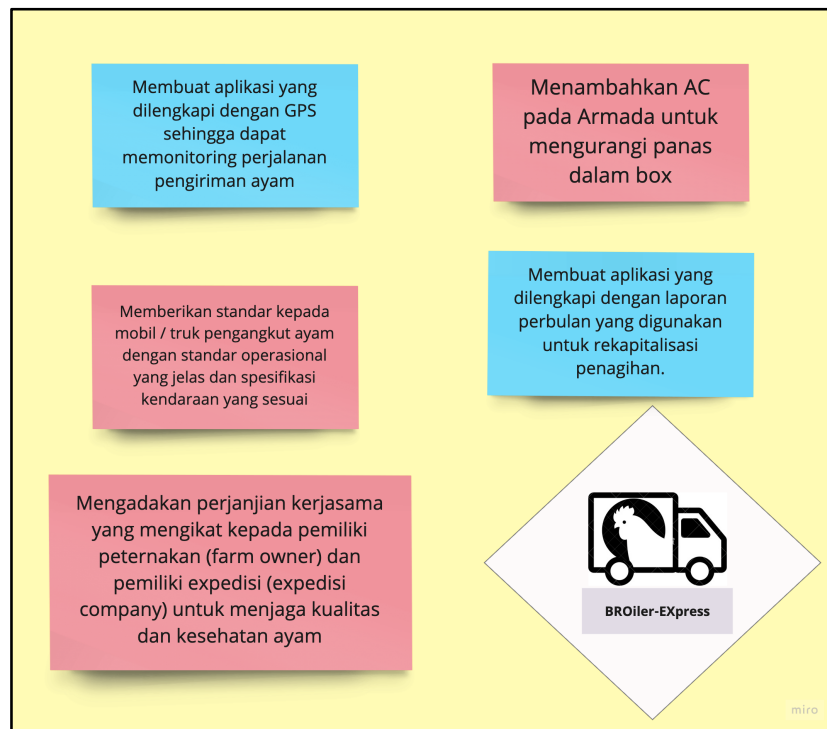 Membuat aplikasi yang
dilengkapi dengan GPS
sehingga dapat
memonitoring perjalanan
pengiriman ayam
Menambahkan AC
pada Armada untuk
mengurangi panas
dalam box
Memberikan standar kepada
mobil / truk pengangkut ayam
dengan standar operasional
yang jelas dan spesifikasi
kendaraan yang sesuai
Membuat aplikasi yang
dilengkapi dengan laporan
perbulan yang digunakan
untuk rekapitalisasi
penagihan.
Mengadakan perjanjian kerjasama
yang mengikat kepada pemiliki
peternakan (farm owner) dan
pemiliki expedisi (expedisi
company) untuk menjaga kualitas
dan kesehatan ayam
BROiler-EXpress
miro